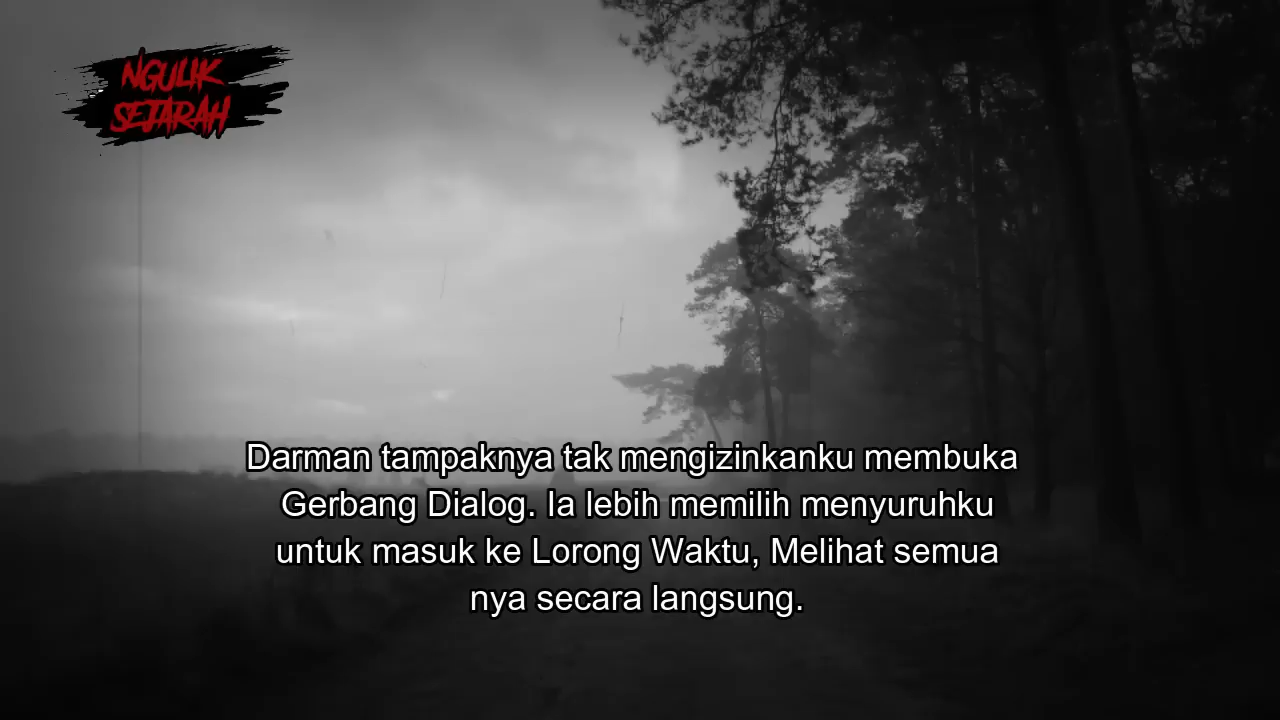 NGULIK
SEJARAH
Darman tampaknya tak mengizinkanku membuka
Gerbang Dialog. Ia lebih memilih menyuruhku
untuk masuk ke Lorong Waktu, Melihat semua
nya secara langsung.